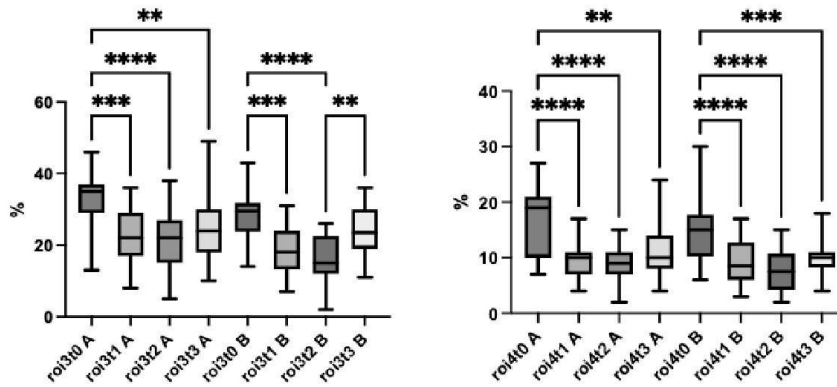 **
****
****
***
***
**
60
40
20
0
%
roi3t0 A
roi3t1 A
roi3t2 A
roi3t3 A
roi3t0 B
roi3t1 B
roi3t2 B
roi3t3 B
**
***
****
****
****
****
40
30
20
10
0
%
roi4t0 A
roi4t1 A
roi4t2 A
roi4t3 A
roi4t0 B
roi4t1 B
roi4t2 B
roi4t3 B